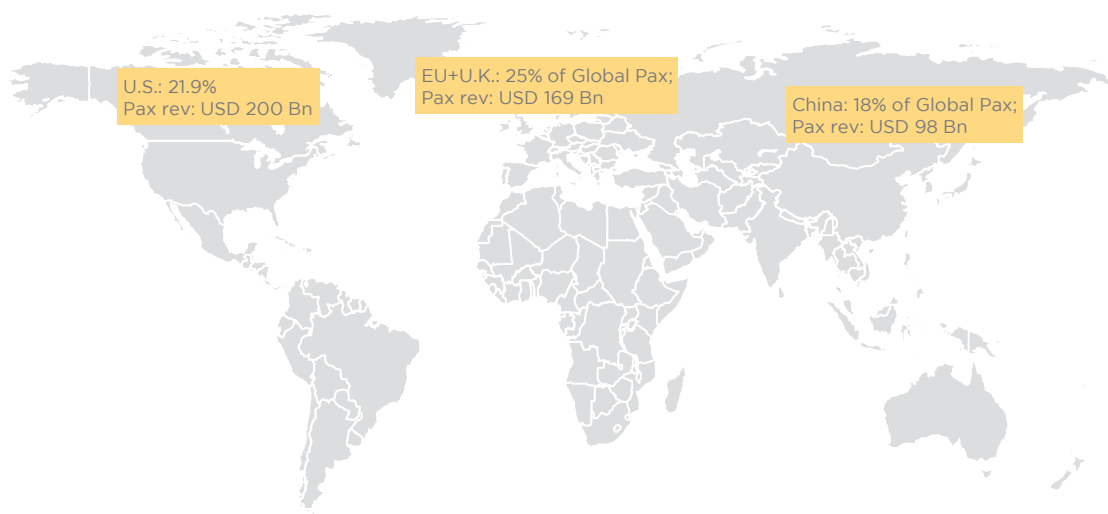 U.S.: 21.9%
Pax rev: USD 200 Bn
EU+U.K.: 25% of Global Pax;
Pax rev: USD 169 Bn
China: 18% of Global Pax;
Pax rev: USD 98 Bn